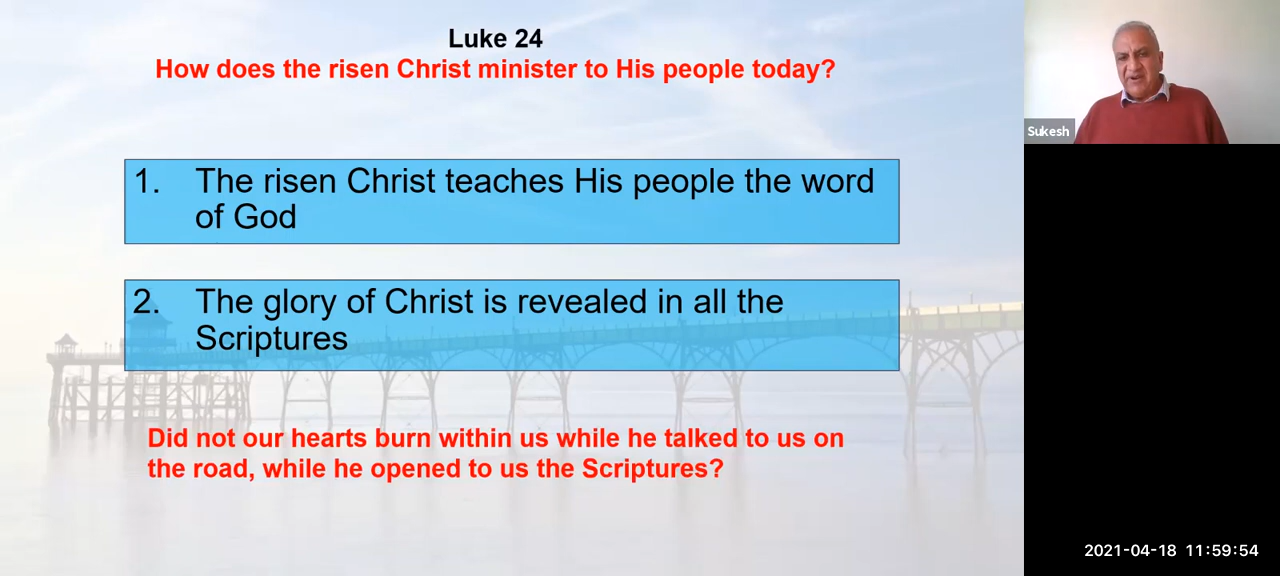 Luke 24
How does the risen Christ minister to His people today?
1. The risen Christ teaches His people the word
of God
2. The glory of Christ is revealed in all the
Scriptures
Did not our hearts burn within us while he talked to us on
the road, while he opened to us the Scriptures?
Sukesh
2021-04-18 11:59:54